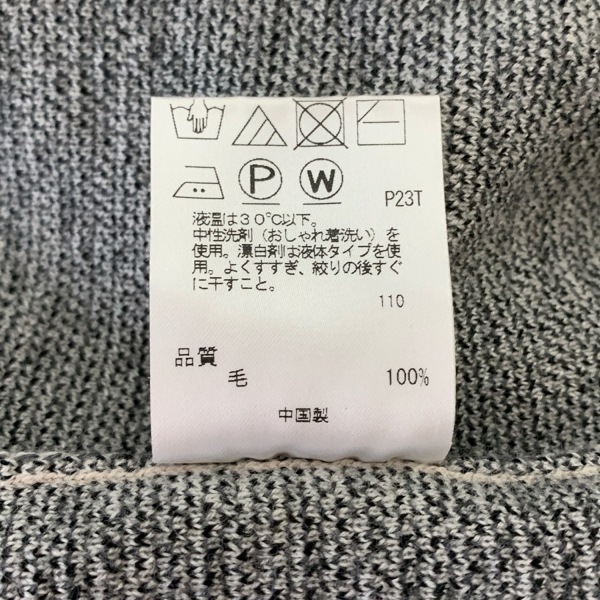 P W P23T
液温は30℃以下。
中性洗剤（おしゃれ着洗い）を
使用。漂白剤は液体タイプを使
用。よくすすぎ、絞りの後すぐ
に干すこと。
110
品質
毛 100%
中国製